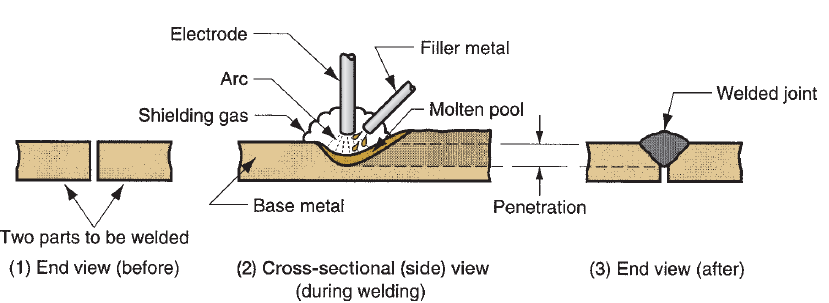 Electrode
Filler metal
Arc
Shielding gas
Molten pool
Welded joint
Base metal
Penetration
Two parts to be welded
(1) End view (before)
(2) Cross-sectional (side) view
(during welding)
(3) End view (after)